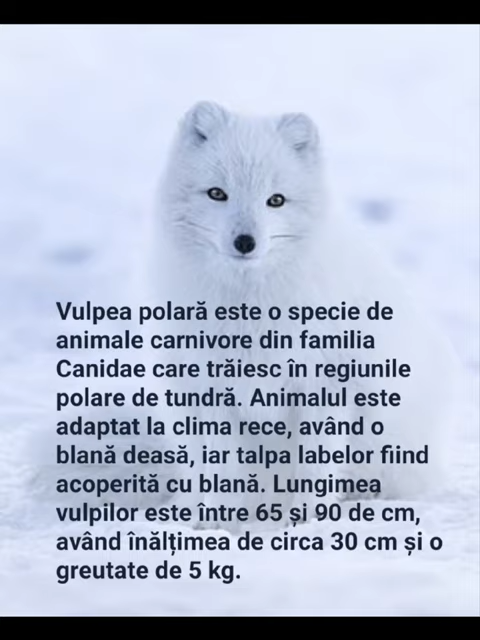 Vulpea polară este o specie de
animale carnivore din familia
Canidae care trăiesc în regiunile
polare de tundră. Animalul este
adaptat la clima rece, având o
blană deasă, iar talpa labelor fiind
acoperită cu blană. Lungimea
vulpilor este între 65 și 90 de cm,
având înălțimea de circa 30 cm și o
greutate de 5 kg.